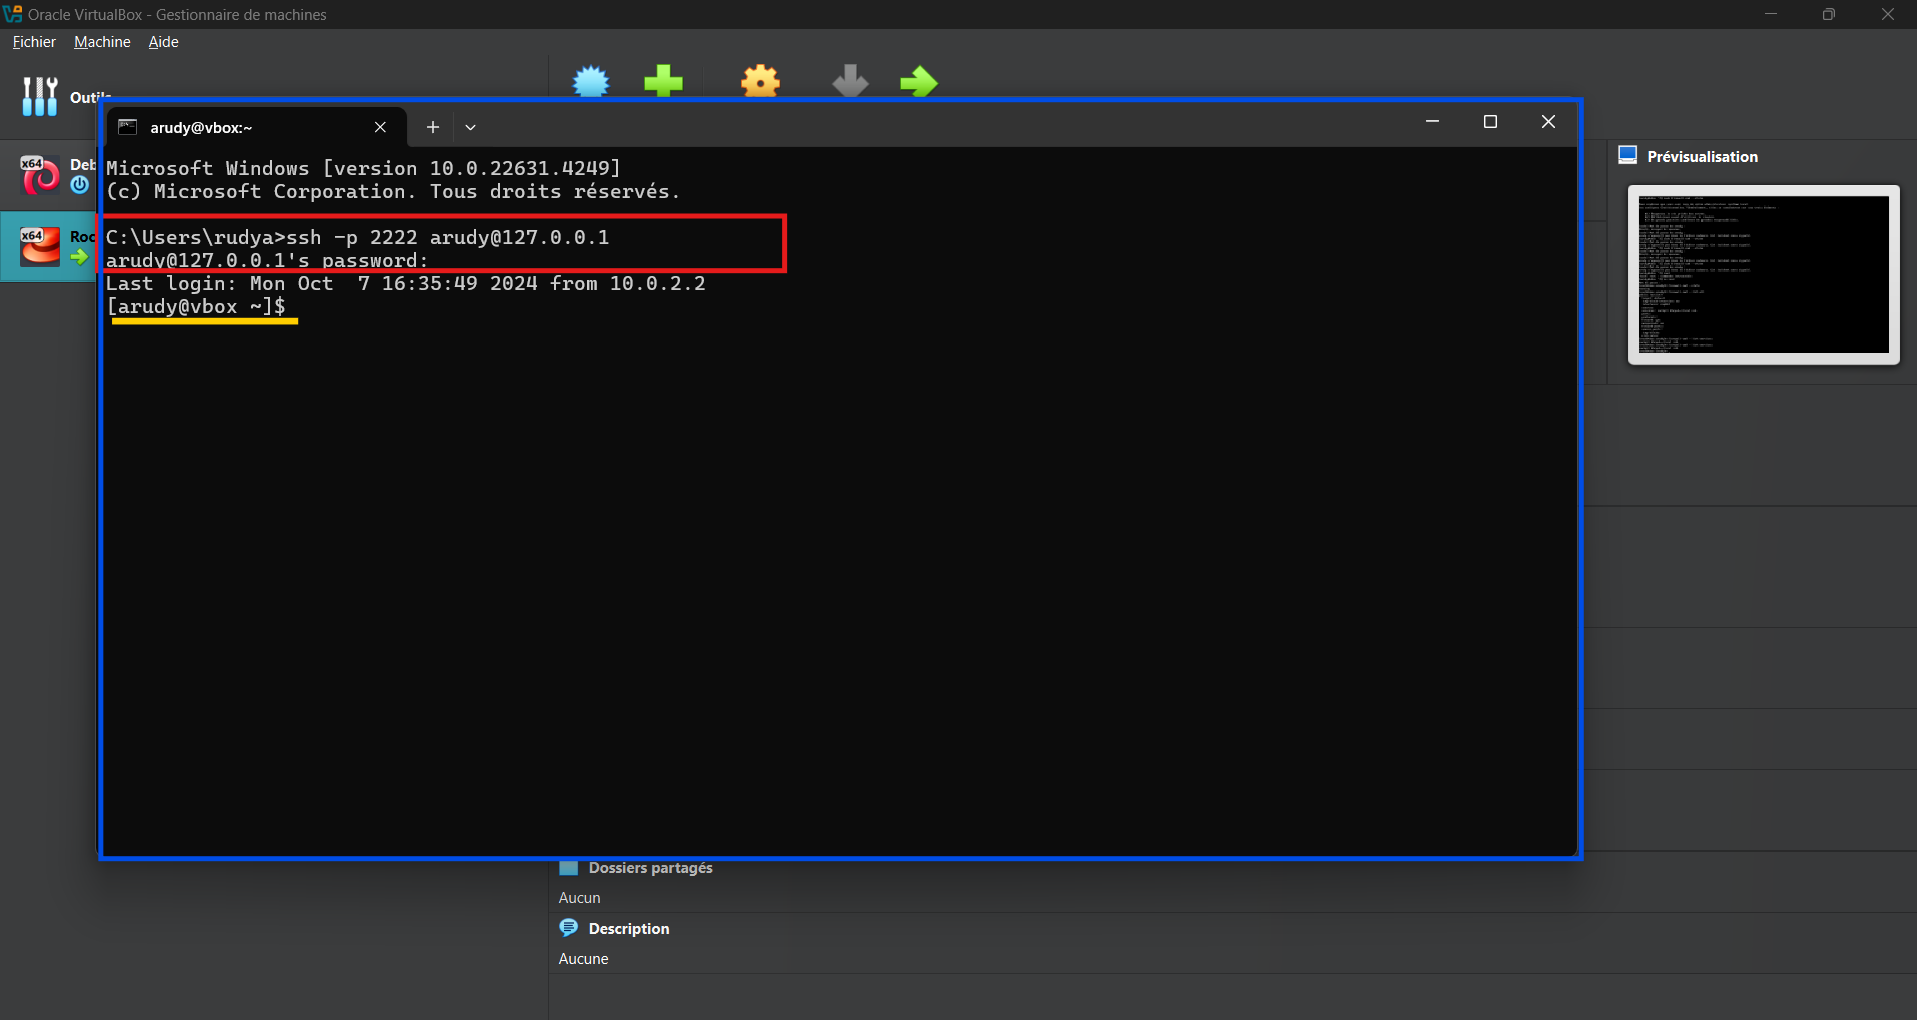 Oracle VirtualBox - Gestionnaire de machines
Fichier Machine Aide
Outils
arudy@vbox:~
x64
Deb
Microsoft Windows [version 10.0.22631.4249]
(c) Microsoft Corporation. Tous droits réservés.
x64
Roc
C:\Users\rudya>ssh -p 2222 arudy@127.0.0.1
arudy@127.0.0.1's password:
Last login: Mon Oct  7 16:35:49 2024 from 10.0.2.2
[arudy@vbox ~]$
Prévisualisation
Dossiers partagés
Aucun
Description
Aucune